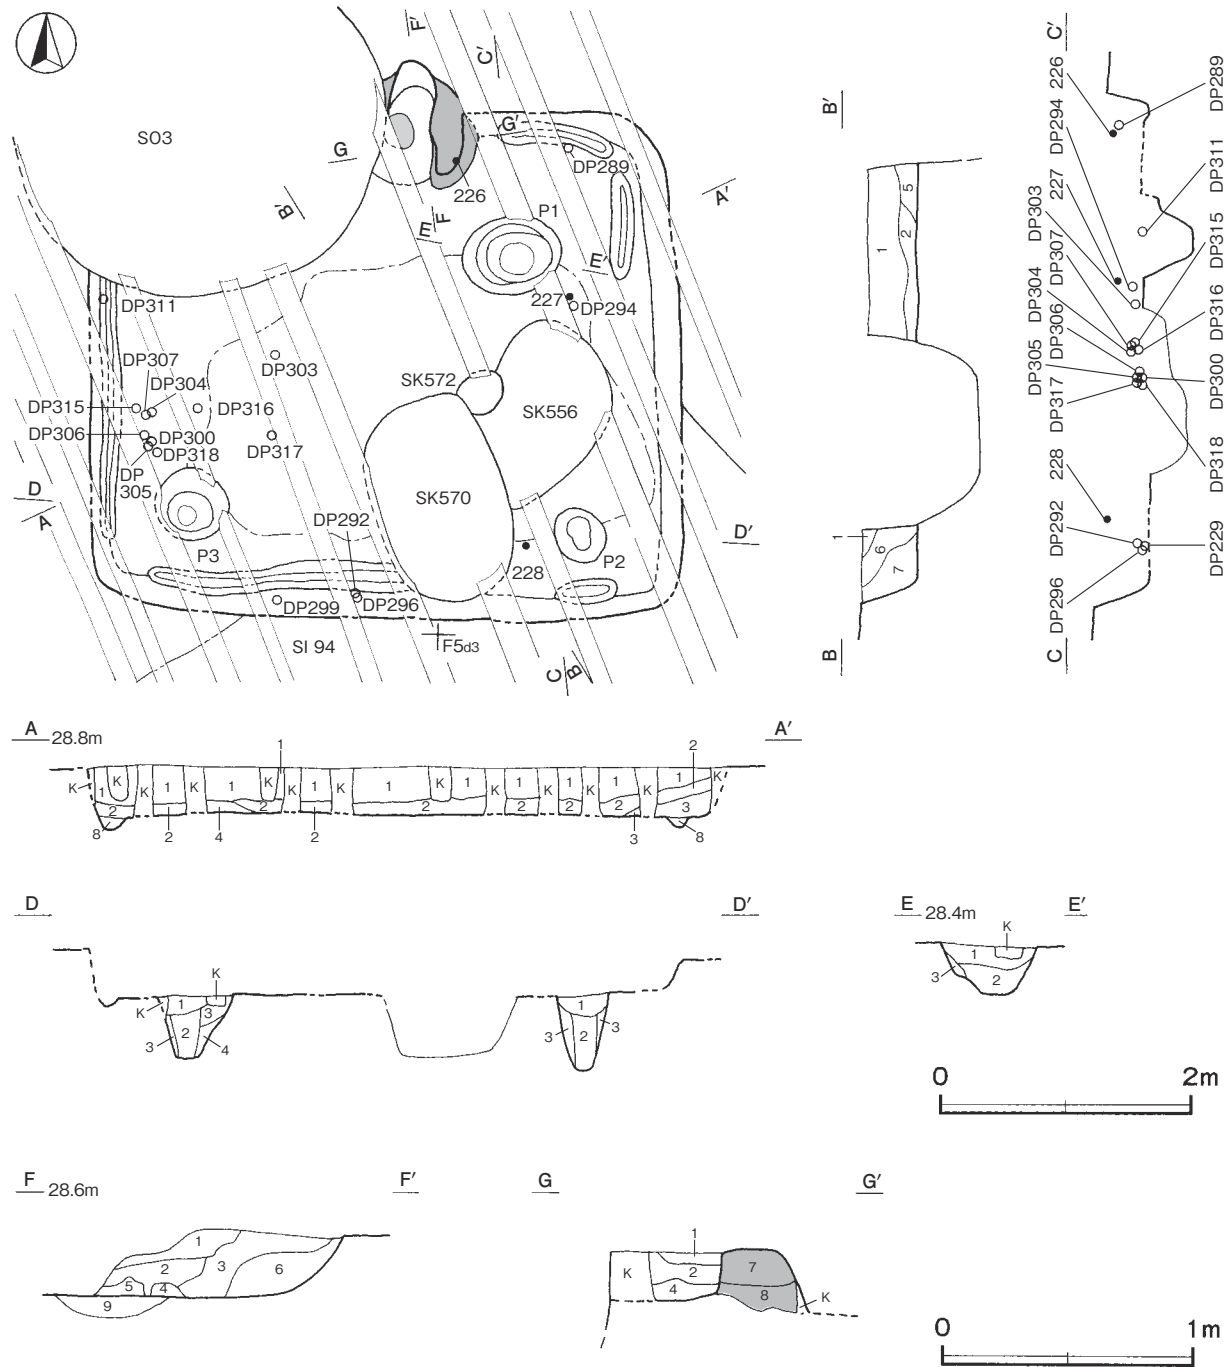 F'
C'
SO3
G
G'
DP289
226
A'
B'
F
E
P1
E'
227
DP294
DP311
DP307
DP304
DP303
SK572
DP315
DP316
SK556
DP306
DP300
DP318
DP317
DP
305
SK570
D
A
DP292
D'
P3
P2
228
DP299
DP296
SI 94
F5d3
C
B
B'
5
2
1
1
6
7
B
C'
226
DP289
DP294
DP311
227
DP303
DP315
DP307
DP304
DP316
DP306
DP305
DP300
DP317
DP318
228
DP292
DP229
DP296
C
A 28.8m A'
1 2
K 1 K 1 K 1 K K 1 K 1 K K 1 K 1 K 1 K 1 K
2 2 2 2 2 2 3
8 2 4 2 3 8
D D'
K
K 1 3 1
3 2 4 3 2 3
E 28.4m E'
K
1
3 2
0 2m
F 28.6m F'
1
2 3 6
5 4
9
G G'
1
K 2 7
4 8
K
0 1m